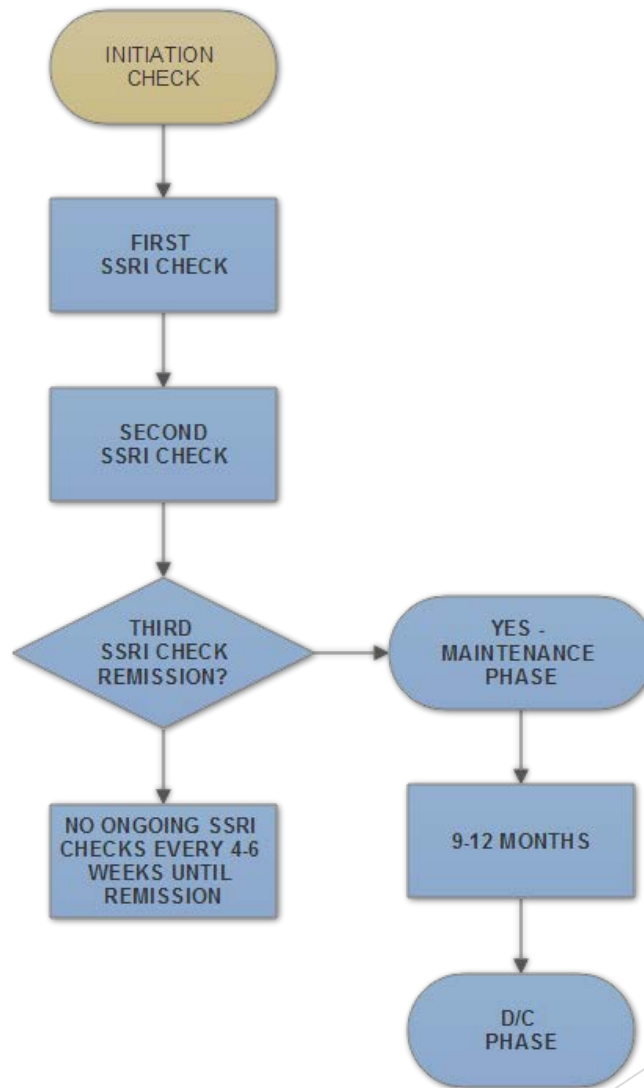 INITIATION
CHECK
FIRST
SSRI CHECK
SECOND
SSRI CHECK
THIRD
SSRI CHECK
REMISSION?
YES -
MAINTENANCE
PHASE
NO ONGOING SSRI
CHECKS EVERY 4-6
WEEKS UNTIL
REMISSION
9-12 MONTHS
D/C
PHASE